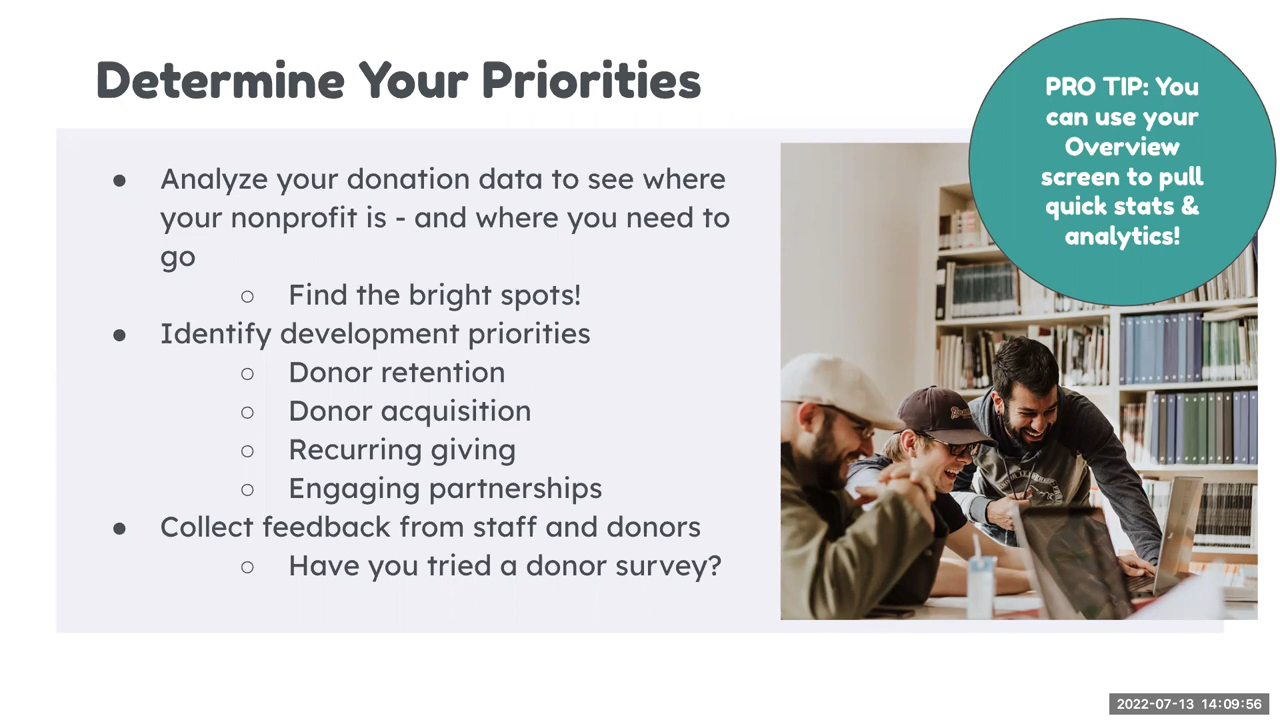 Determine Your Priorities
PRO TIP: You
can use your
Overview
screen to pull
quick stats &
analytics!
● Analyze your donation data to see where
your nonprofit is - and where you need to
go
○ Find the bright spots!
● Identify development priorities
○ Donor retention
○ Donor acquisition
○ Recurring giving
○ Engaging partnerships
● Collect feedback from staff and donors
○ Have you tried a donor survey?
2022-07-13 14:09:56